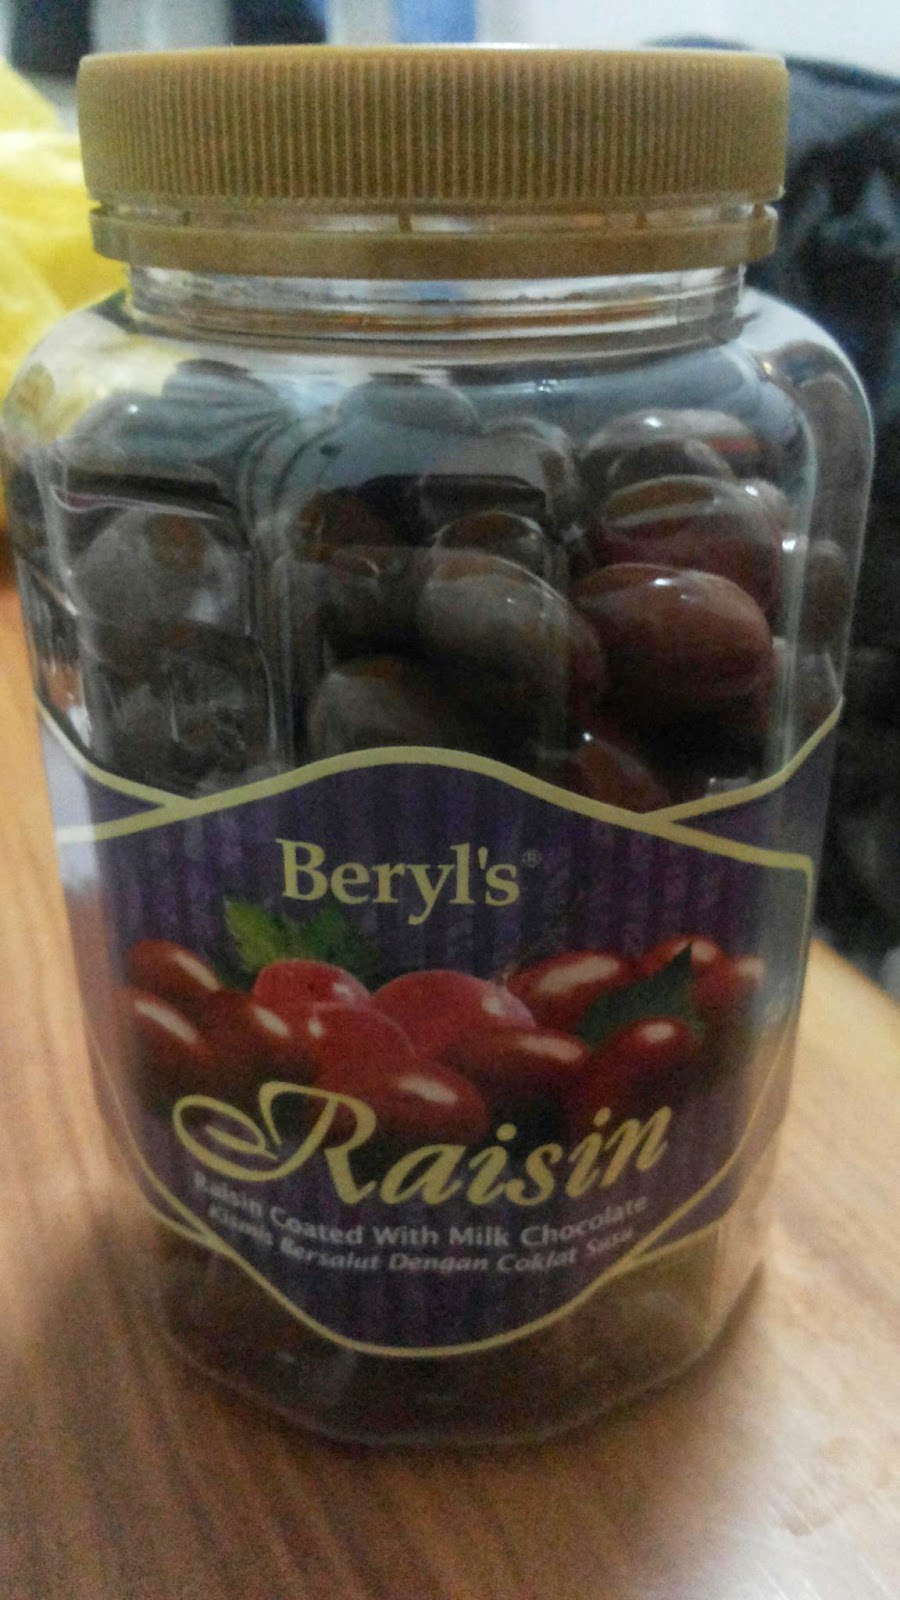 Beryl's®
Raisin
Raisin Coated With Milk Chocolate
Kismis Bersalut Dengan Coklat Susu